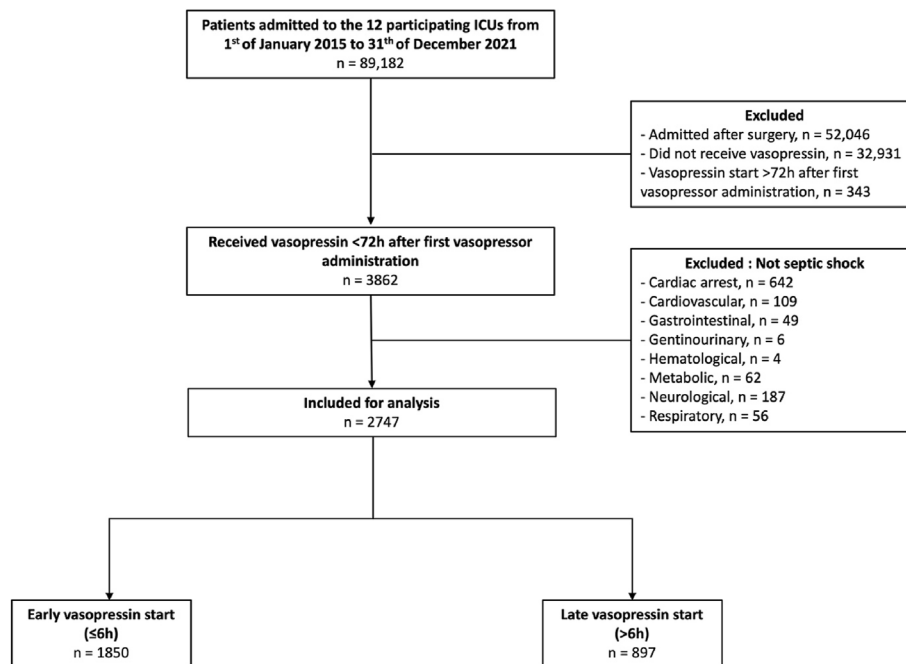 Patients admitted to the 12 participating ICUs from
1st of January 2015 to 31th of December 2021
n = 89,182
Excluded
- Admitted after surgery, n = 52,046
- Did not receive vasopressin, n = 32,931
- Vasopressin start >72h after first
vasopressor administration, n = 343
Received vasopressin <72h after first vasopressor
administration
n = 3862
Excluded : Not septic shock
- Cardiac arrest, n = 642
- Cardiovascular, n = 109
- Gastrointestinal, n = 49
- Gentinourinary, n = 6
- Hematological, n = 4
- Metabolic, n = 62
- Neurological, n = 187
- Respiratory, n = 56
Included for analysis
n = 2747
Early vasopressin start
(≤6h)
n = 1850
Late vasopressin start
(>6h)
n = 897